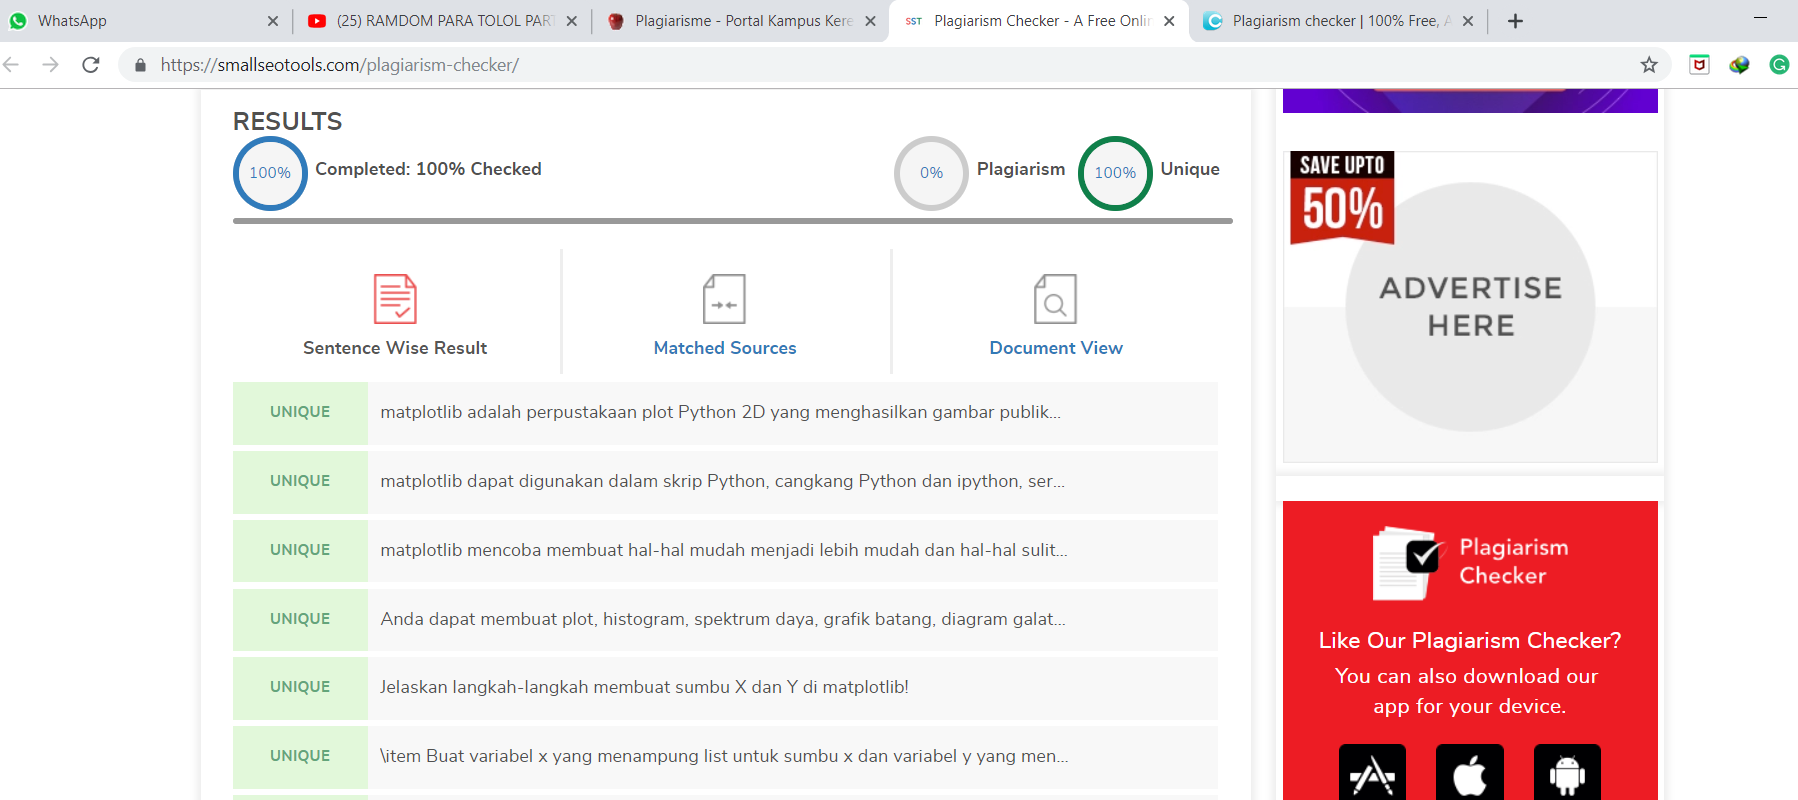 WhatsApp
(25) RAMDOM PARA TOLOL PART
Plagiarisme - Portal Kampus Kere
SST Plagiarism Checker - A Free Onlin
Plagiarism checker | 100% Free, A
https://smallseotools.com/plagiarism-checker/
RESULTS
100% Completed: 100% Checked
0% Plagiarism
100% Unique
Sentence Wise Result
Matched Sources
Document View
UNIQUE matplotlib adalah perpustakaan plot Python 2D yang menghasilkan gambar publik...
UNIQUE matplotlib dapat digunakan dalam skrip Python, cangkang Python dan ipython, ser...
UNIQUE matplotlib mencoba membuat hal-hal mudah menjadi lebih mudah dan hal-hal sulit...
UNIQUE Anda dapat membuat plot, histogram, spektrum daya, grafik batang, diagram galat...
UNIQUE Jelaskan langkah-langkah membuat sumbu X dan Y di matplotlib!
UNIQUE \item Buat variabel x yang menampung list untuk sumbu x dan variabel y yang men...
SAVE UPTO
50%
ADVERTISE
HERE
Plagiarism
Checker
Like Our Plagiarism Checker?
You can also download our
app for your device.